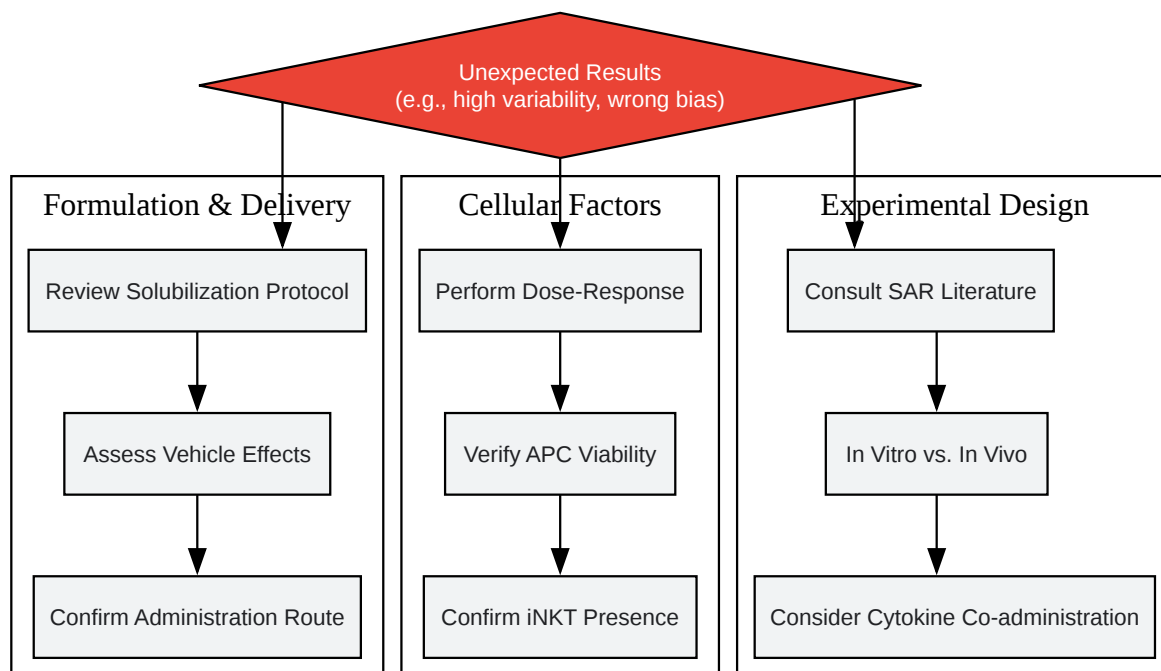 Unexpected Results
(e.g., high variability, wrong bias)
Formulation & Delivery
Review Solubilization Protocol
Assess Vehicle Effects
Confirm Administration Route
Cellular Factors
Perform Dose-Response
Verify APC Viability
Confirm iNKT Presence
Experimental Design
Consult SAR Literature
In Vitro vs. In Vivo
Consider Cytokine Co-administration